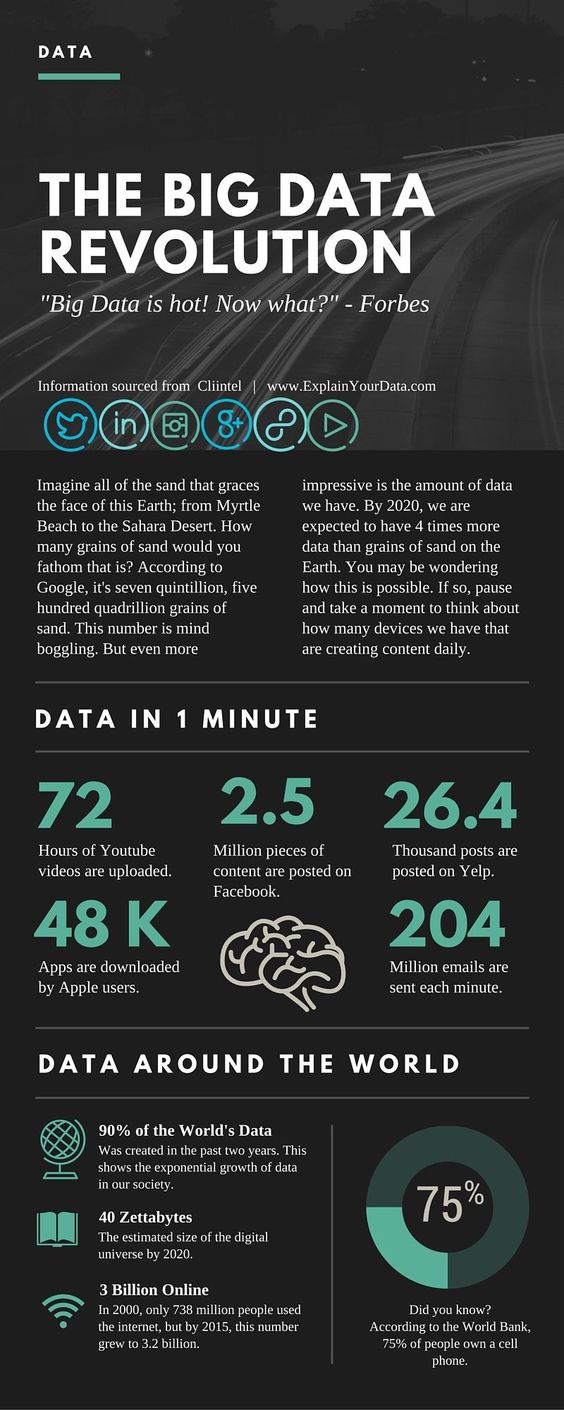 DATA
THE BIG DATA
REVOLUTION
"Big Data is hot! Now what?" - Forbes
Information sourced from Cliintel | www.ExplainYourData.com
in
8+
Imagine all of the sand that graces
the face of this Earth; from Myrtle
Beach to the Sahara Desert. How
many grains of sand would you
fathom that is? According to
Google, it's seven quintillion, five
hundred quadrillion grains of
sand. This number is mind
boggling. But even more
impressive is the amount of data
we have. By 2020, we are
expected to have 4 times more
data than grains of sand on the
Earth. You may be wondering
how this is possible. If so, pause
and take a moment to think about
how many devices we have that
are creating content daily.
DATA IN 1 MINUTE
72
Hours of Youtube
videos are uploaded.
2.5
Million pieces of
content are posted on
Facebook.
26.4
Thousand posts are
posted on Yelp.
48 K
Apps are downloaded
by Apple users.
204
Million emails are
sent each minute.
DATA AROUND THE WORLD
90% of the World's Data
Was created in the past two years. This
shows the exponential growth of data
in our society.
40 Zettabytes
The estimated size of the digital
universe by 2020.
3 Billion Online
In 2000, only 738 million people used
the internet, but by 2015, this number
grew to 3.2 billion.
75%
Did you know?
According to the World Bank,
75% of people own a cell
phone.